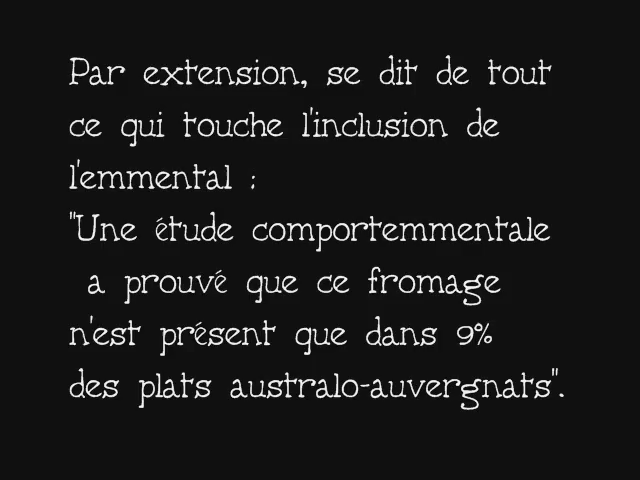 Par extension, se dit de tout
ce qui touche l'inclusion de
l'emmental :
"Une étude comportemmentale
a prouvé que ce fromage
n'est présent que dans 9%
des plats australo-auvergnats".